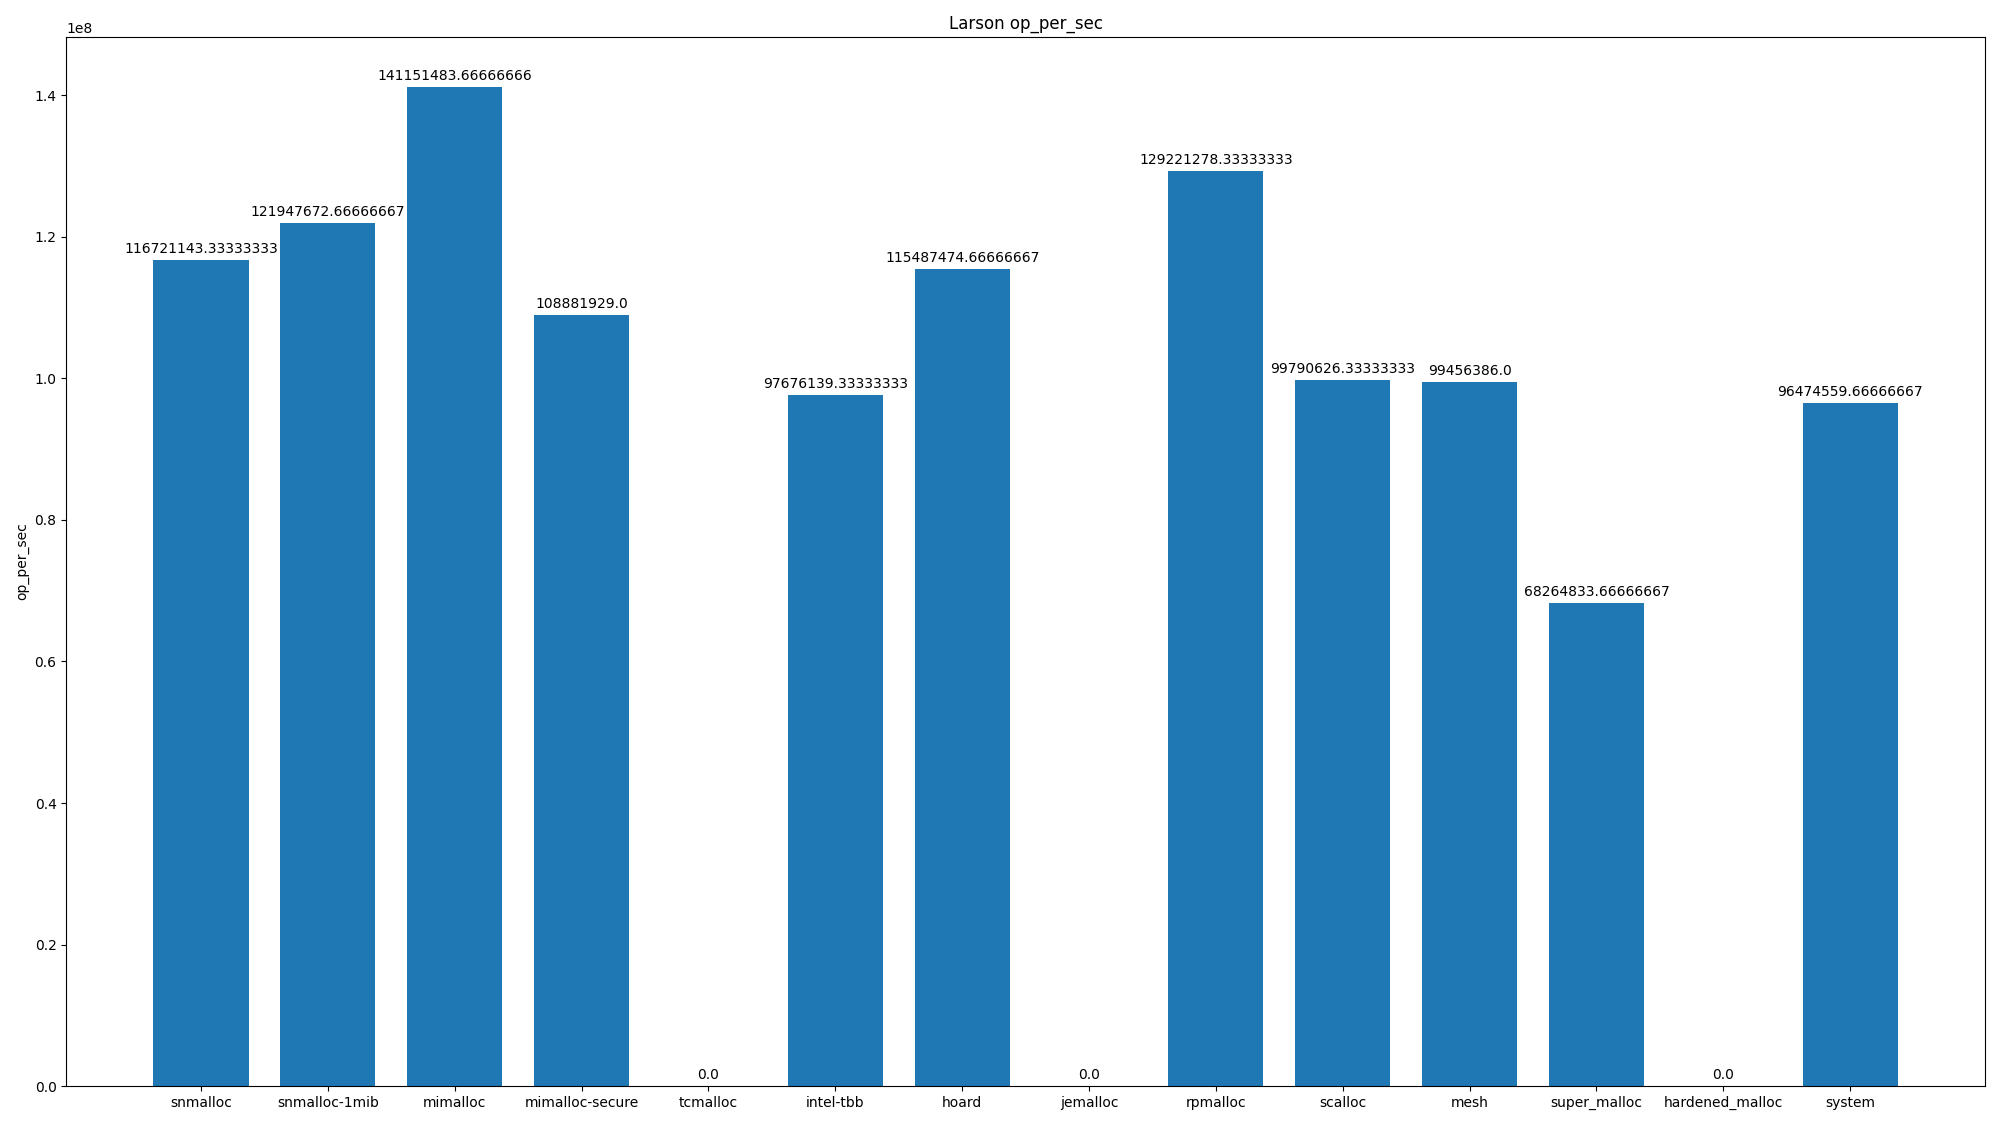 Larson op_per_sec
1e8
1.4
1.2
1.0
0.8
0.6
0.4
0.2
0.0
op_per_sec
116721143.33333333
121947672.66666667
141151483.66666666
108881929.0
0.0
97676139.33333333
115487474.66666667
0.0
129221278.33333333
99790626.33333333
99456386.0
68264833.66666667
0.0
96474559.66666667
snmalloc
snmalloc-1mib
mimalloc
mimalloc-secure
tcmalloc
intel-tbb
hoard
jemalloc
rpmalloc
scalloc
mesh
super_malloc
hardened_malloc
system